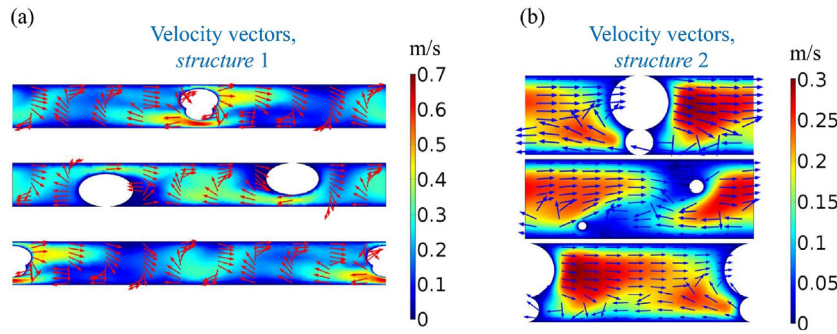 (a)
Velocity vectors,
structure 1
m/s
0.7
0.6
0.5
0.4
0.3
0.2
0.1
0
(b)
Velocity vectors,
structure 2
m/s
0.3
0.25
0.2
0.15
0.1
0.05
0